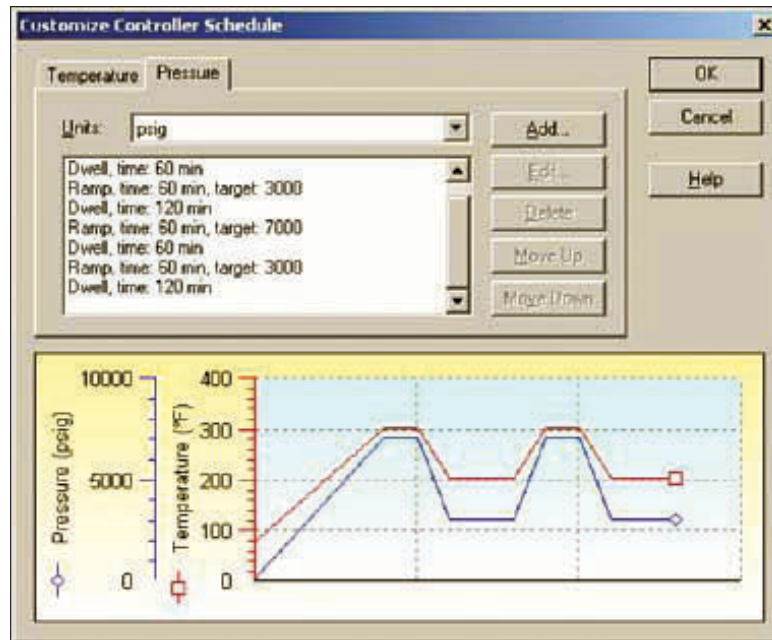 Customize Controller Schedule
Temperature
Pressure
Units:
psig
Dwell, time: 60 min
Ramp, time: 60 min, target: 3000
Dwell, time: 120 min
Ramp, time: 60 min, target: 7000
Dwell, time: 60 min
Ramp, time: 60 min, target: 3000
Dwell, time: 120 min
Add...
Edit...
Delete
Move Up
Move Down
OK
Cancel
Help
Pressure (psig)
10000
5000
0
Temperature (°F)
400
300
200
100
0